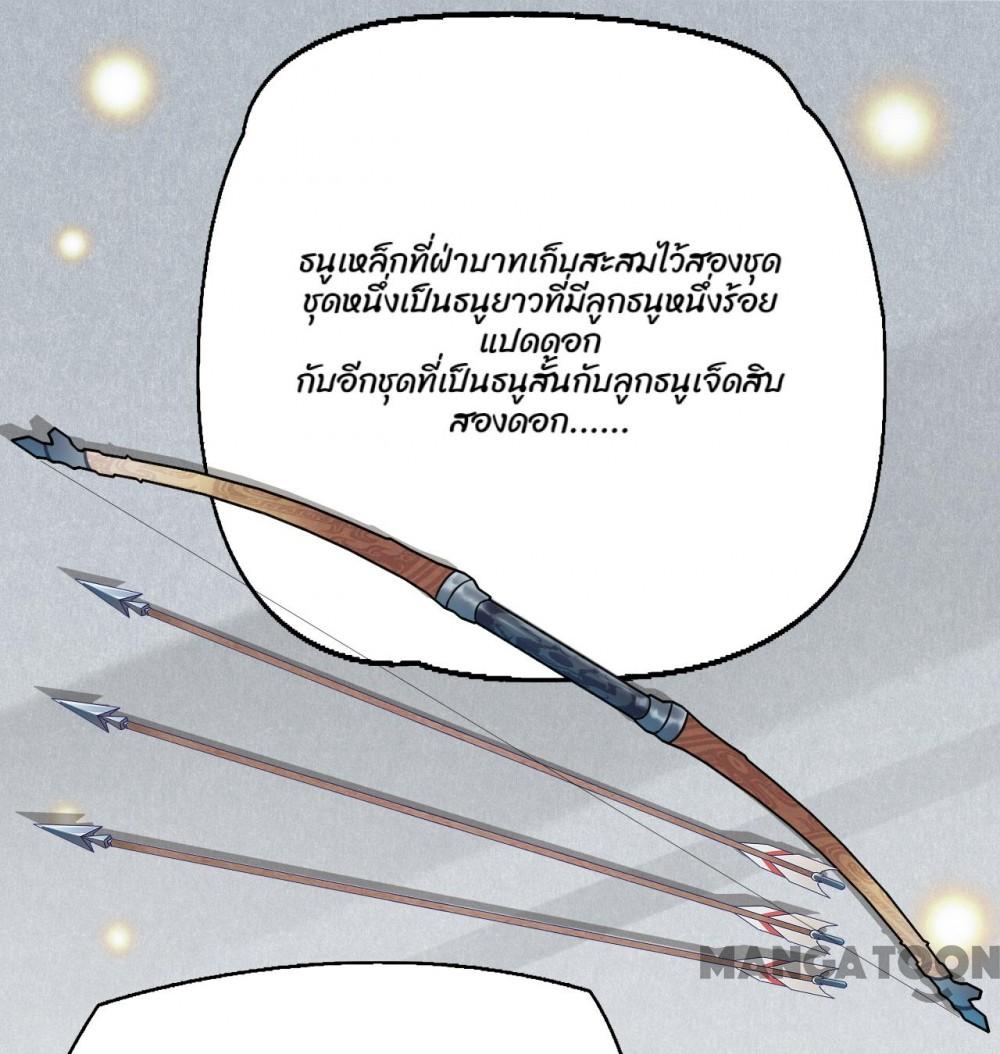 ธนูเหล็กที่ฝ่าบาทเก็บสะสมไว้สองชุด
ชุดหนึ่งเป็นธนูยาวที่มีลูกธนูหนึ่งร้อย
แปดดอก
กับอีกชุดที่เป็นธนูสั้นกับลูกธนูเจ็ดสิบ
สองดอก......
MANGATOON